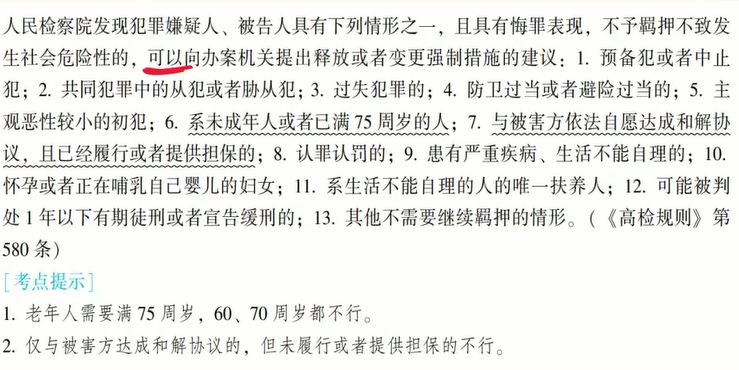 人民检察院发现犯罪嫌疑人、被告人具有下列情形之一，且具有悔罪表现，不予羁押不致发
生社会危险性的，可以向办案机关提出释放或者变更强制措施的建议：1. 预备犯或者中止
犯；2. 共同犯罪中的从犯或者胁从犯；3. 过失犯罪的；4. 防卫过当或者避险过当的；5. 主
观恶性较小的初犯；6. 系未成年人或者已满 75 周岁的人；7. 与被害方依法自愿达成和解协
议，且已经履行或者提供担保的；8. 认罪认罚的；9. 患有严重疾病、生活不能自理的；10.
怀孕或者正在哺乳自己婴儿的妇女；11. 系生活不能自理的人的唯一扶养人；12. 可能被判
处 1 年以下有期徒刑或者宣告缓刑的；13. 其他不需要继续羁押的情形。（《高检规则》第
580 条）
［考点提示］
1. 老年人需要满 75 周岁，60、70 周岁都不行。
2. 仅与被害方达成和解协议的，但未履行或者提供担保的不行。